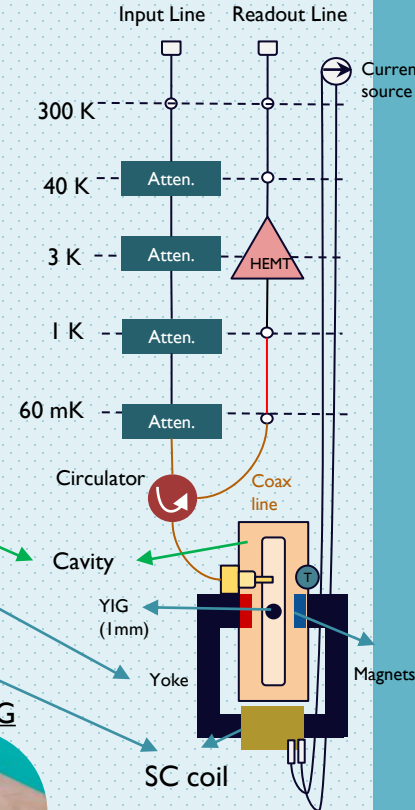 Input Line
Readout Line
Curren
source
300 K
40 K
Atten.
3 K
Atten.
HEMT
1 K
Atten.
60 mK
Atten.
Circulator
Coax
line
Cavity
T
YIG
(1mm)
Yoke
Magnets
G
SC coil